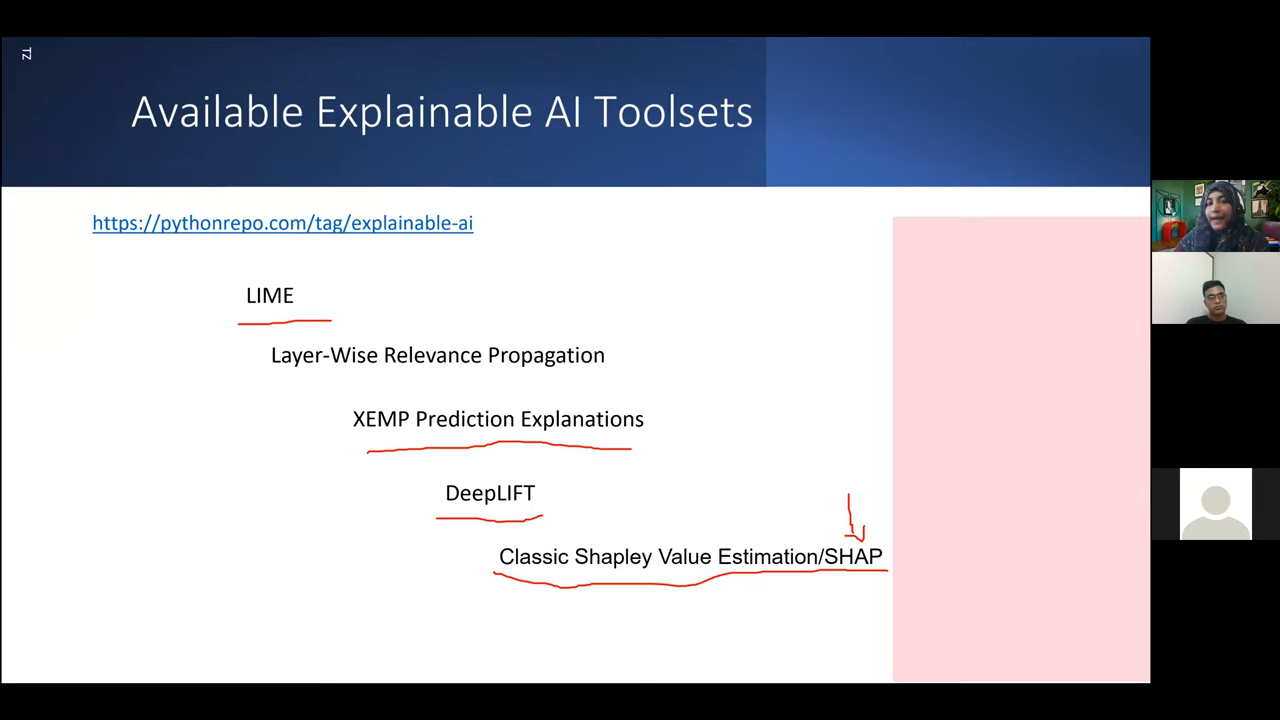 TZ
Available Explainable AI Toolsets
https://pythonrepo.com/tag/explainable-ai
LIME
Layer-Wise Relevance Propagation
XEMP Prediction Explanations
DeepLIFT
Classic Shapley Value Estimation/SHAP